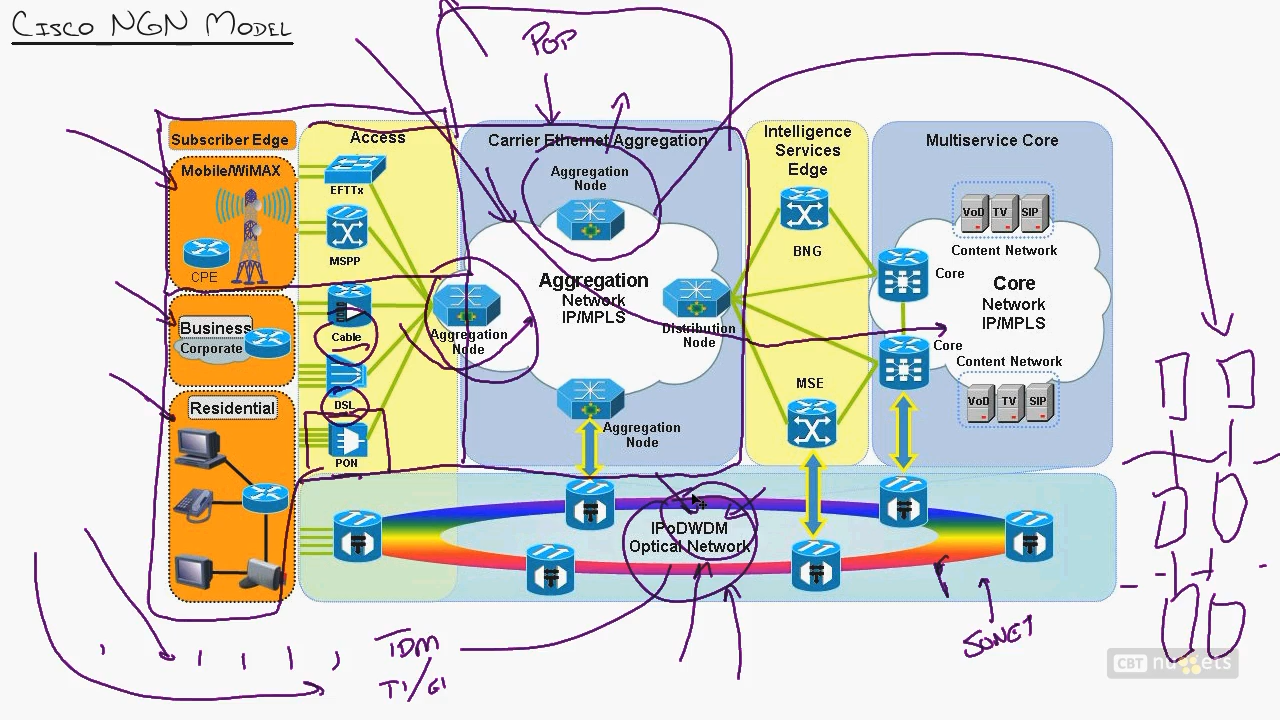 Cisco NGN Model
POP
Subscriber Edge
Mobile/WiMAX
CPE
Business
Corporate
Residential
Access
EFTTx
MSPP
Cable
DSL
PON
Carrier Ethernet Aggregation
Aggregation
Node
Aggregation
Node
Aggregation
Network
IP/MPLS
Distribution
Node
Aggregation
Node
Intelligence
Services
Edge
BNG
MSE
Multiservice Core
VoD TV SIP
Content Network
Core
Core
Network
IP/MPLS
Core
Content Network
VoD TV SIP
IPoDWDM
Optical Network
SONET
TDM
T1/E1
CBT nuggets